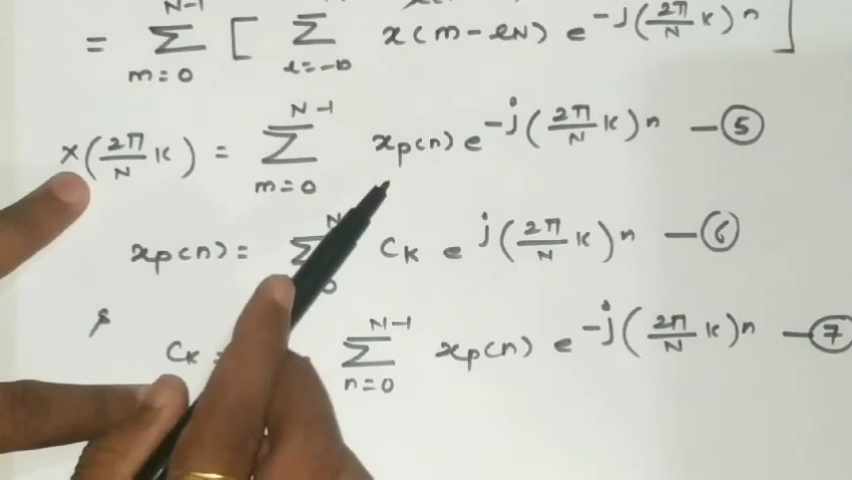 = N-1 ∑ m=0 [ ∑ l=-∞ x(m-lN) e^-j(2π/N k)n ]
X(2π/N k) = N-1 ∑ m=0 xp(n) e^-j(2π/N k)n - ⑤
xp(n) = ∑ Ck e^j(2π/N k)n - ⑥
Ck = N-1 ∑ n=0 xp(n) e^-j(2π/N k)n - ⑦